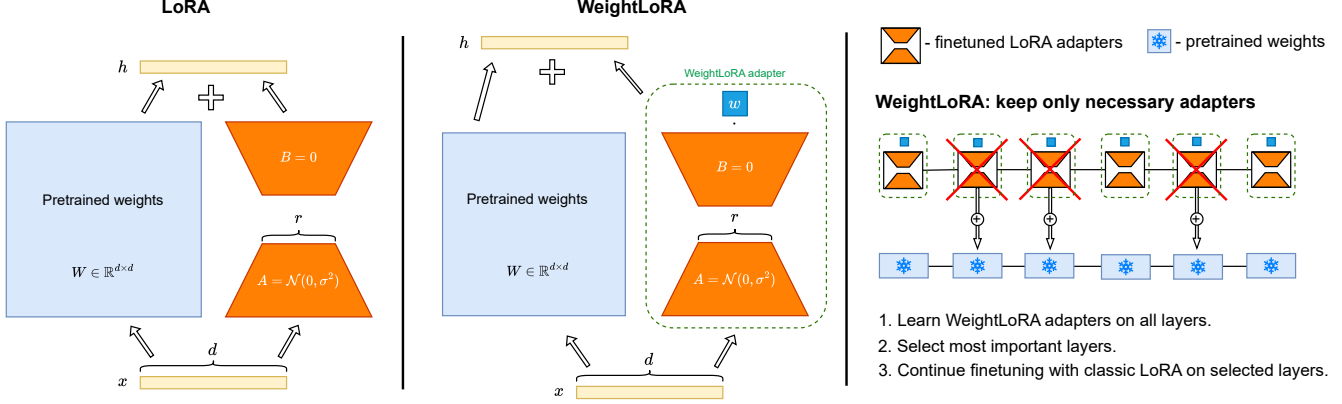 LoRA
h
Pretrained weights
W ∈ ℝ^{d×d}
B = 0
r
A = 𝒩(0, σ²)
d
x
WeightLoRA
h
WeightLoRA adapter
w
·
Pretrained weights
W ∈ ℝ^{d×d}
B = 0
r
A = 𝒩(0, σ²)
d
x
- finetuned LoRA adapters
- pretrained weights
WeightLoRA: keep only necessary adapters
1. Learn WeightLoRA adapters on all layers.
2. Select most important layers.
3. Continue finetuning with classic LoRA on selected layers.